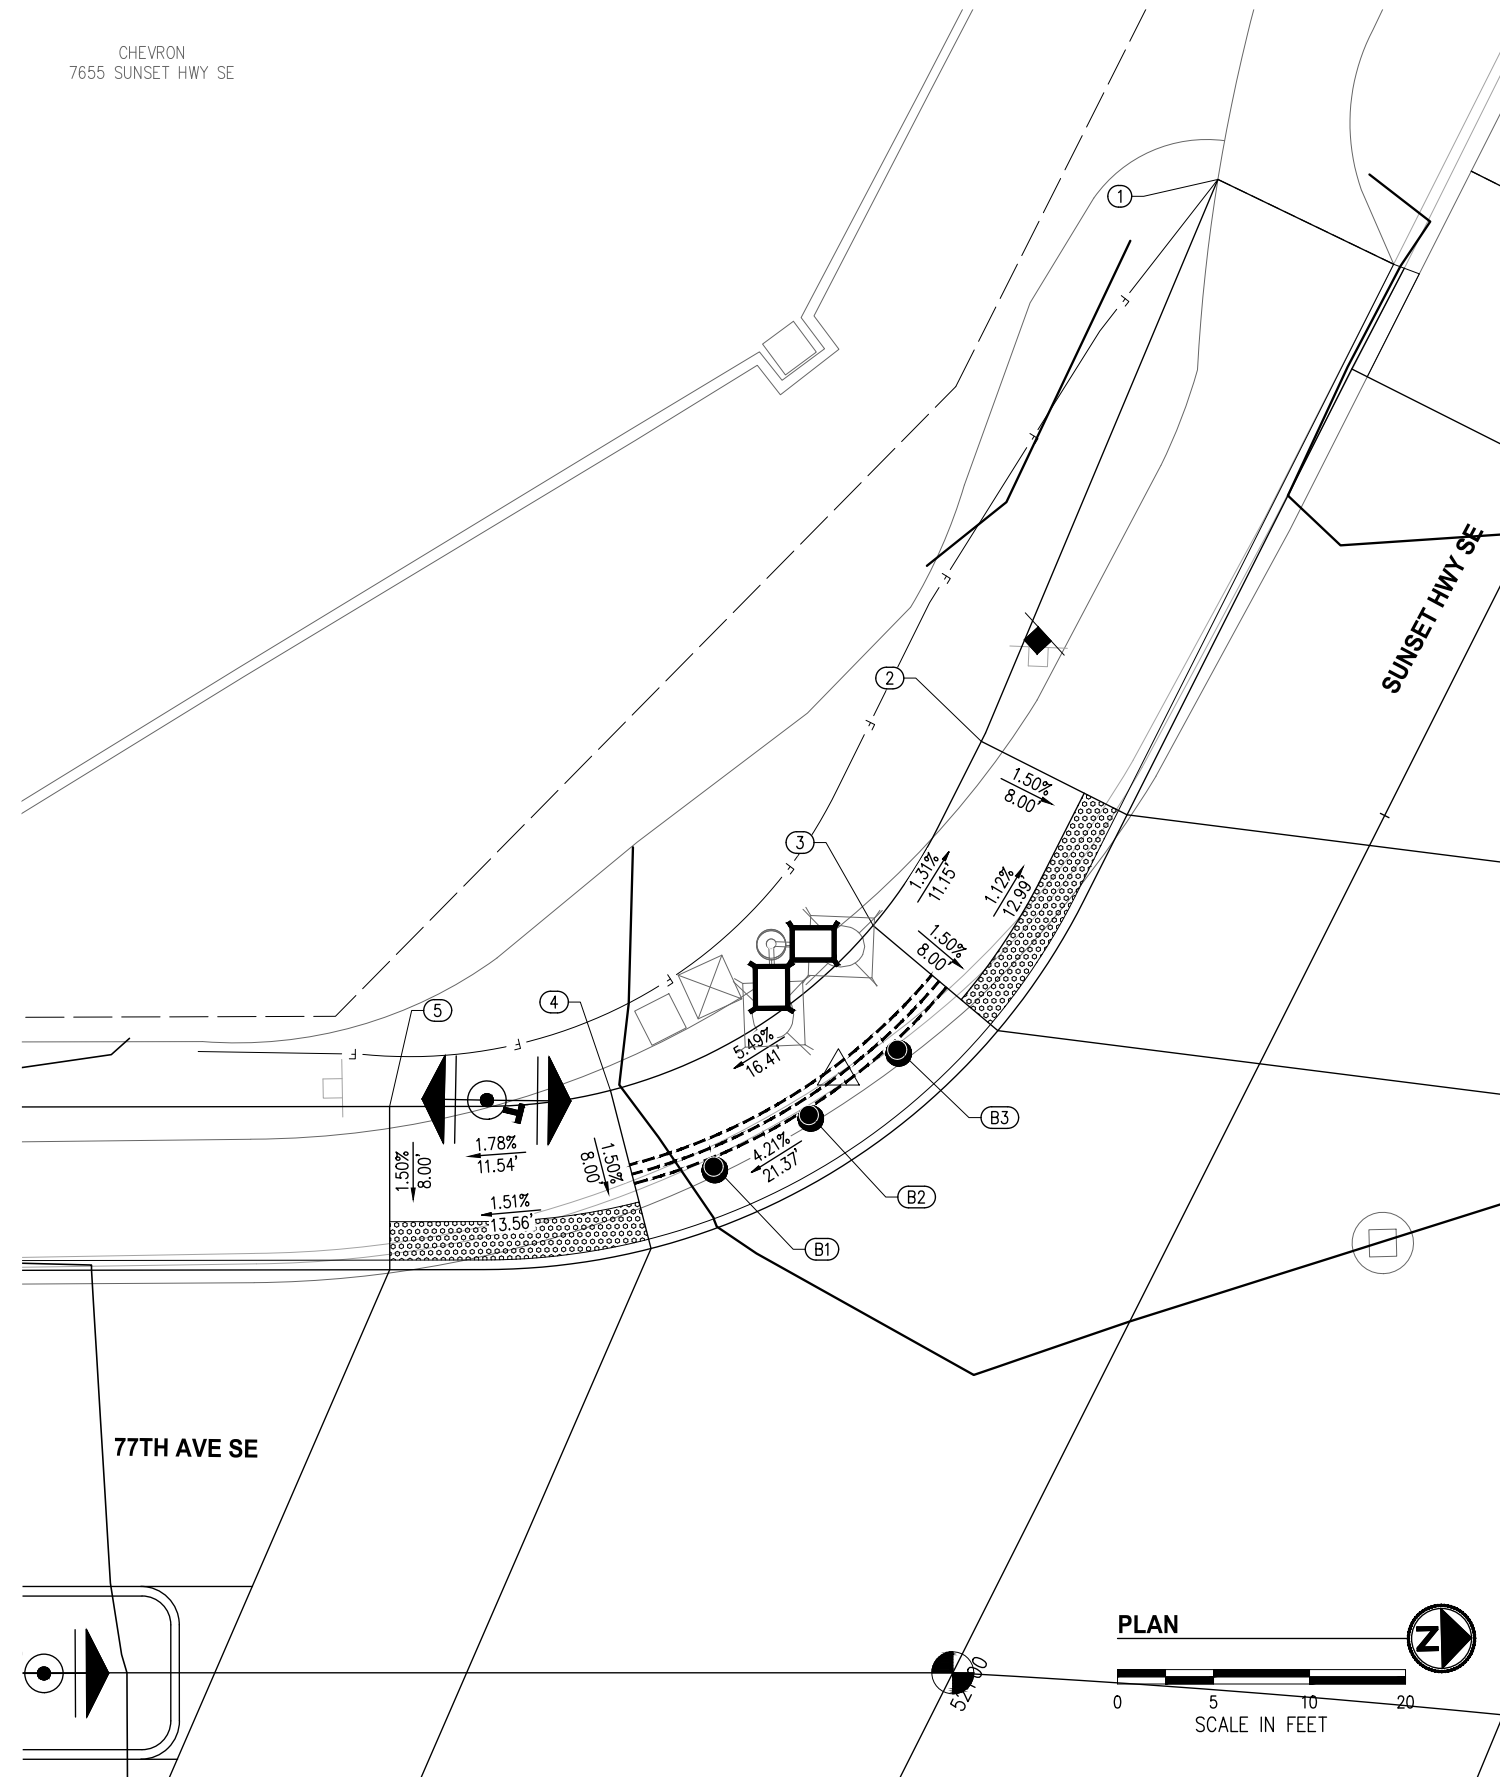 CHEVRON
7655 SUNSET HWY SE
1
F
F
SUNSET HWY SE
F
2
F
1.50%
8.00'
3
F
1.31%
11.15'
1.12%
12.99'
1.50%
8.00'
F
4
5
F
F
5.49%
16.41'
B3
1.78%
11.54'
1.50%
8.00'
1.50%
8.00'
4.21%
21.37'
B2
1.51%
13.56'
B1
77TH AVE SE
PLAN
N
0 5 10 20
SCALE IN FEET